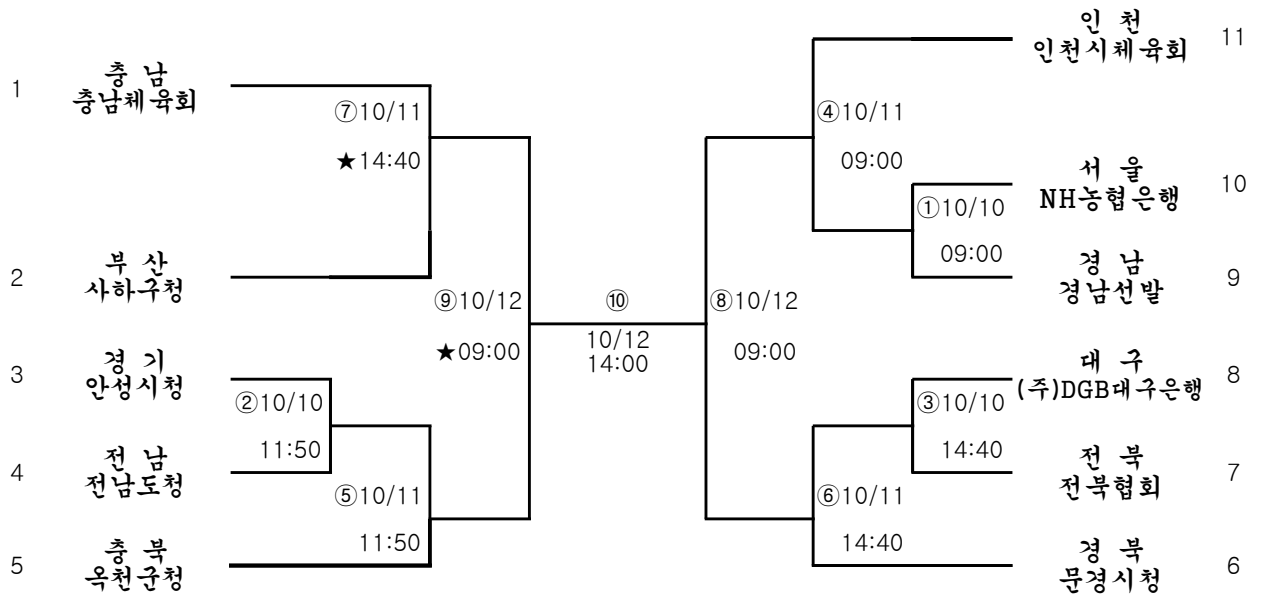 1
충 남
충남체육회
⑦10/11
★14:40
2
부 산
사하구청
3
경 기
안성시청
②10/10
11:50
4
전 남
전남도청
⑤10/11
11:50
5
충 북
옥천군청
⑨10/12
★09:00
⑩
10/12
14:00
⑧10/12
09:00
인 천
인천시체육회
11
④10/11
09:00
서 울
NH농협은행
10
①10/10
09:00
경 남
경남선발
9
대 구
(주)DGB대구은행
8
③10/10
14:40
전 북
전북협회
7
⑥10/11
14:40
경 북
문경시청
6